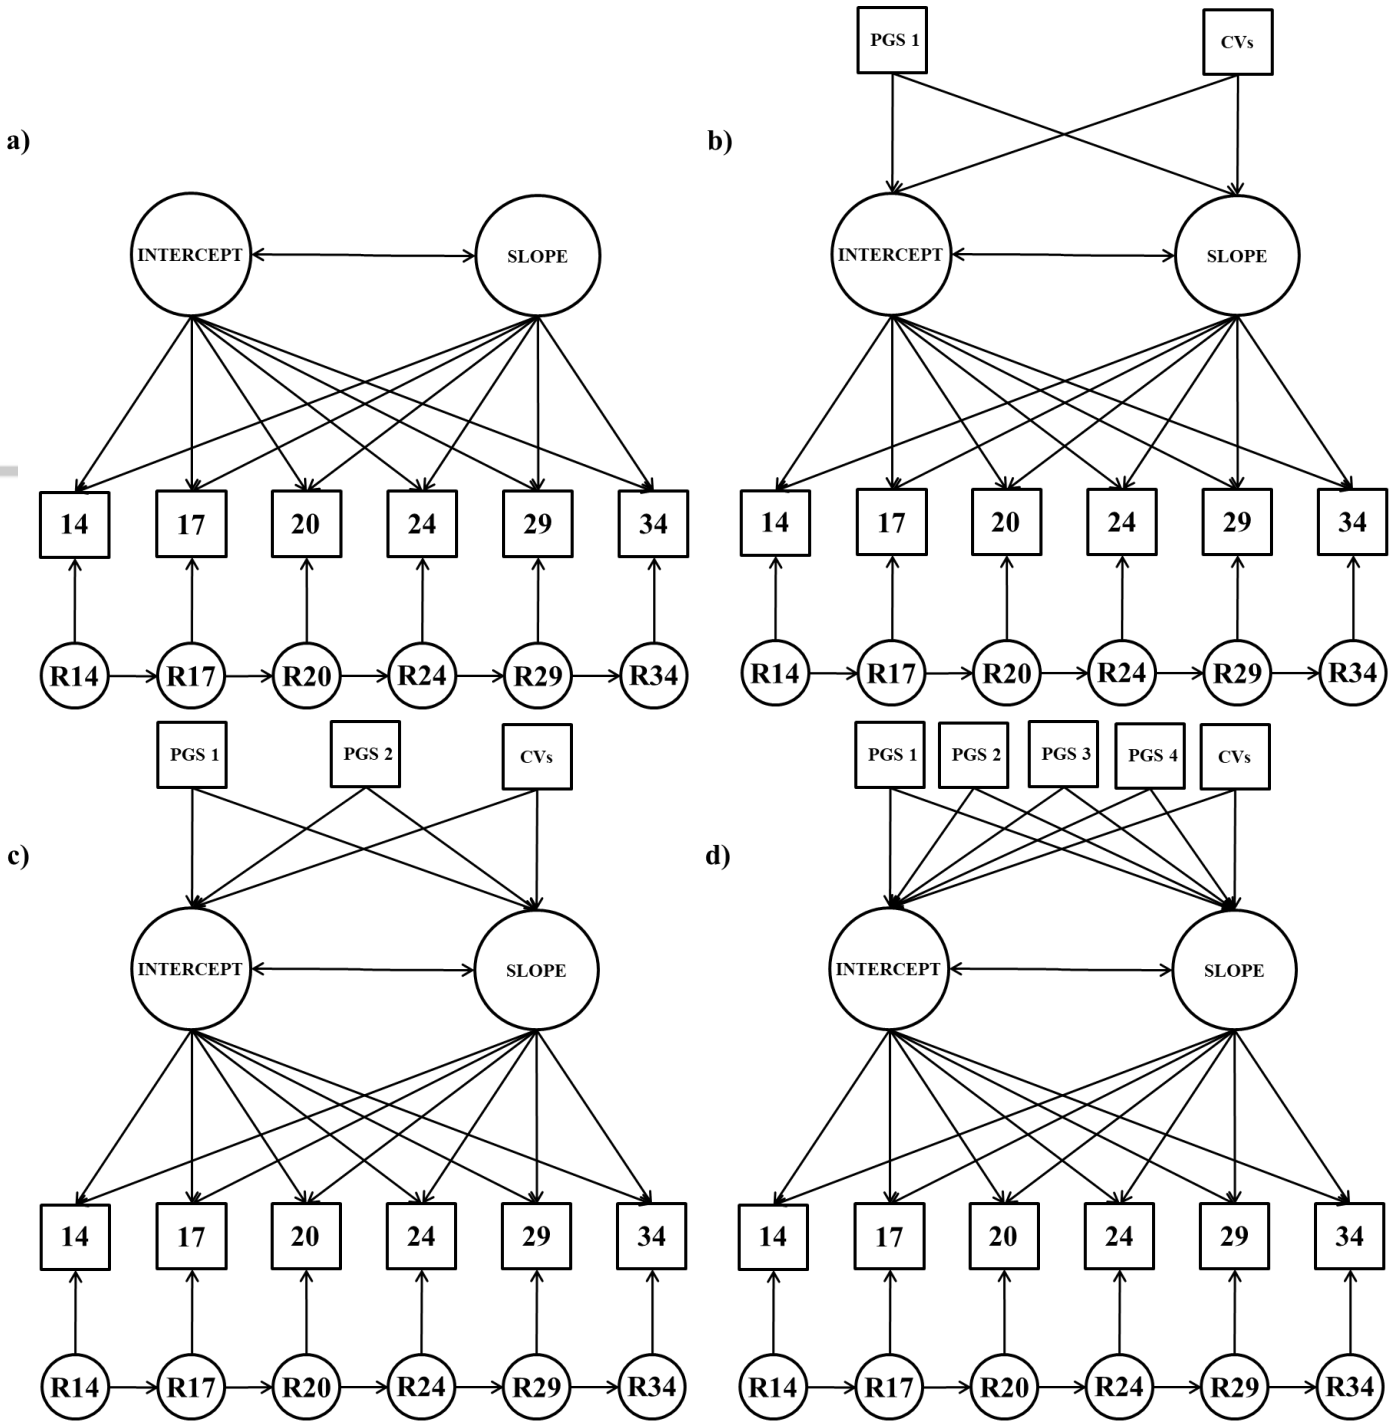 a)
INTERCEPT
SLOPE
14 17 20 24 29 34
R14 R17 R20 R24 R29 R34
b)
PGS 1 CVs
INTERCEPT
SLOPE
14 17 20 24 29 34
R14 R17 R20 R24 R29 R34
c)
PGS 1 PGS 2 CVs
INTERCEPT
SLOPE
14 17 20 24 29 34
R14 R17 R20 R24 R29 R34
d)
PGS 1 PGS 2 PGS 3 PGS 4 CVs
INTERCEPT
SLOPE
14 17 20 24 29 34
R14 R17 R20 R24 R29 R34